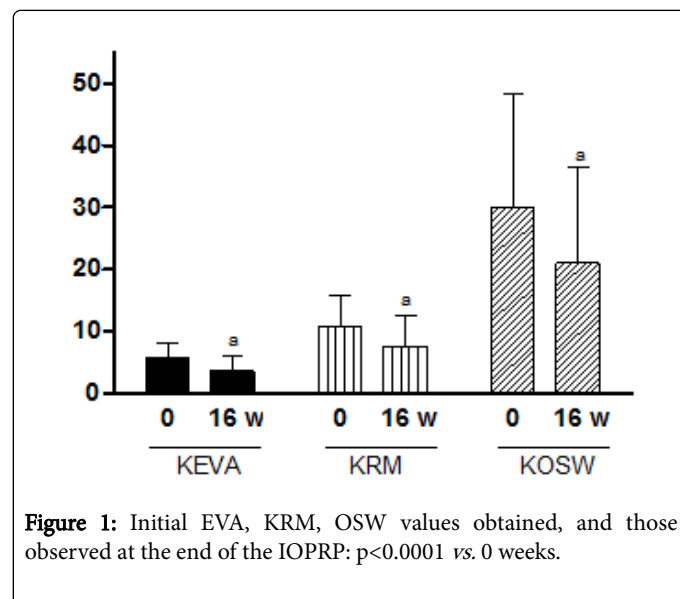 50
40
30
20
10
0
a
a
a
0 16 w 0 16 w 0 16 w
KEVA KRM KOSW
Figure 1: Initial EVA, KRM, OSW values obtained, and those
observed at the end of the IOPRP: p<0.0001 vs. 0 weeks.